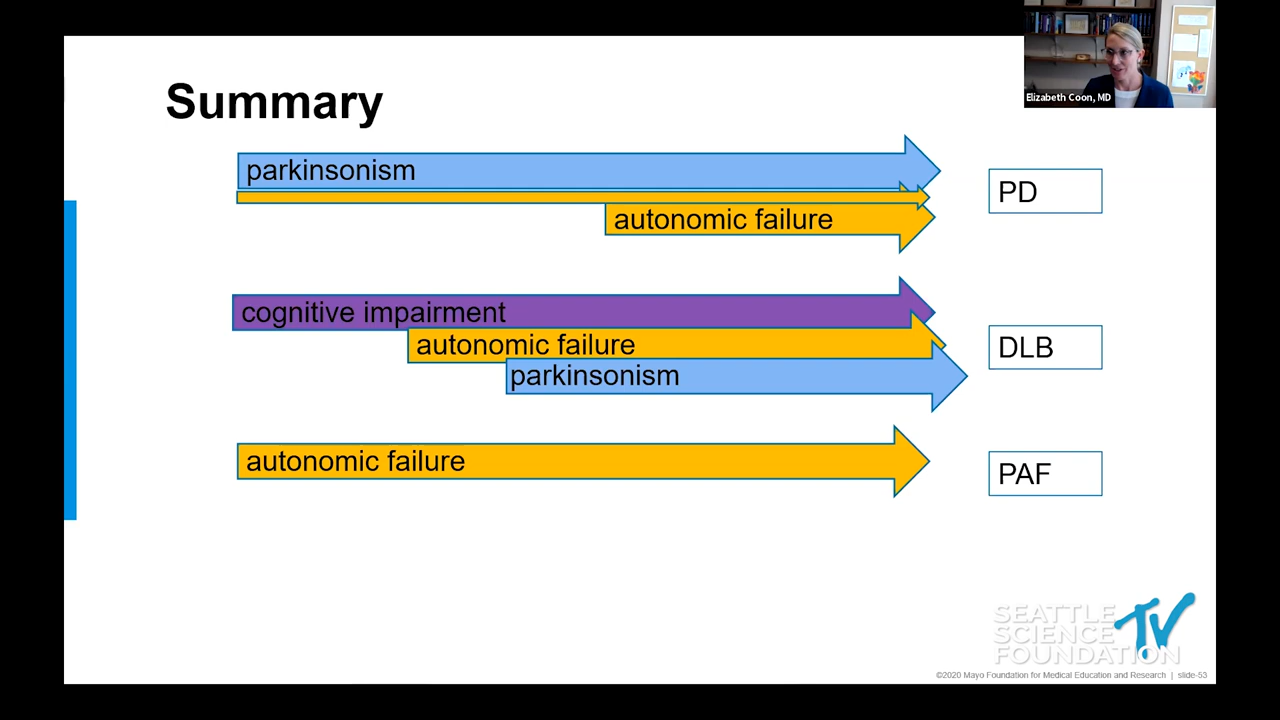 Elizabeth Coon, MD
Summary
parkinsonism
PD
autonomic failure
cognitive impairment
autonomic failure
DLB
parkinsonism
autonomic failure
PAF
SEATTLE
SCIENCE
FOUNDATION
TV
©2020 Mayo Foundation for Medical Education and Research | slide-53